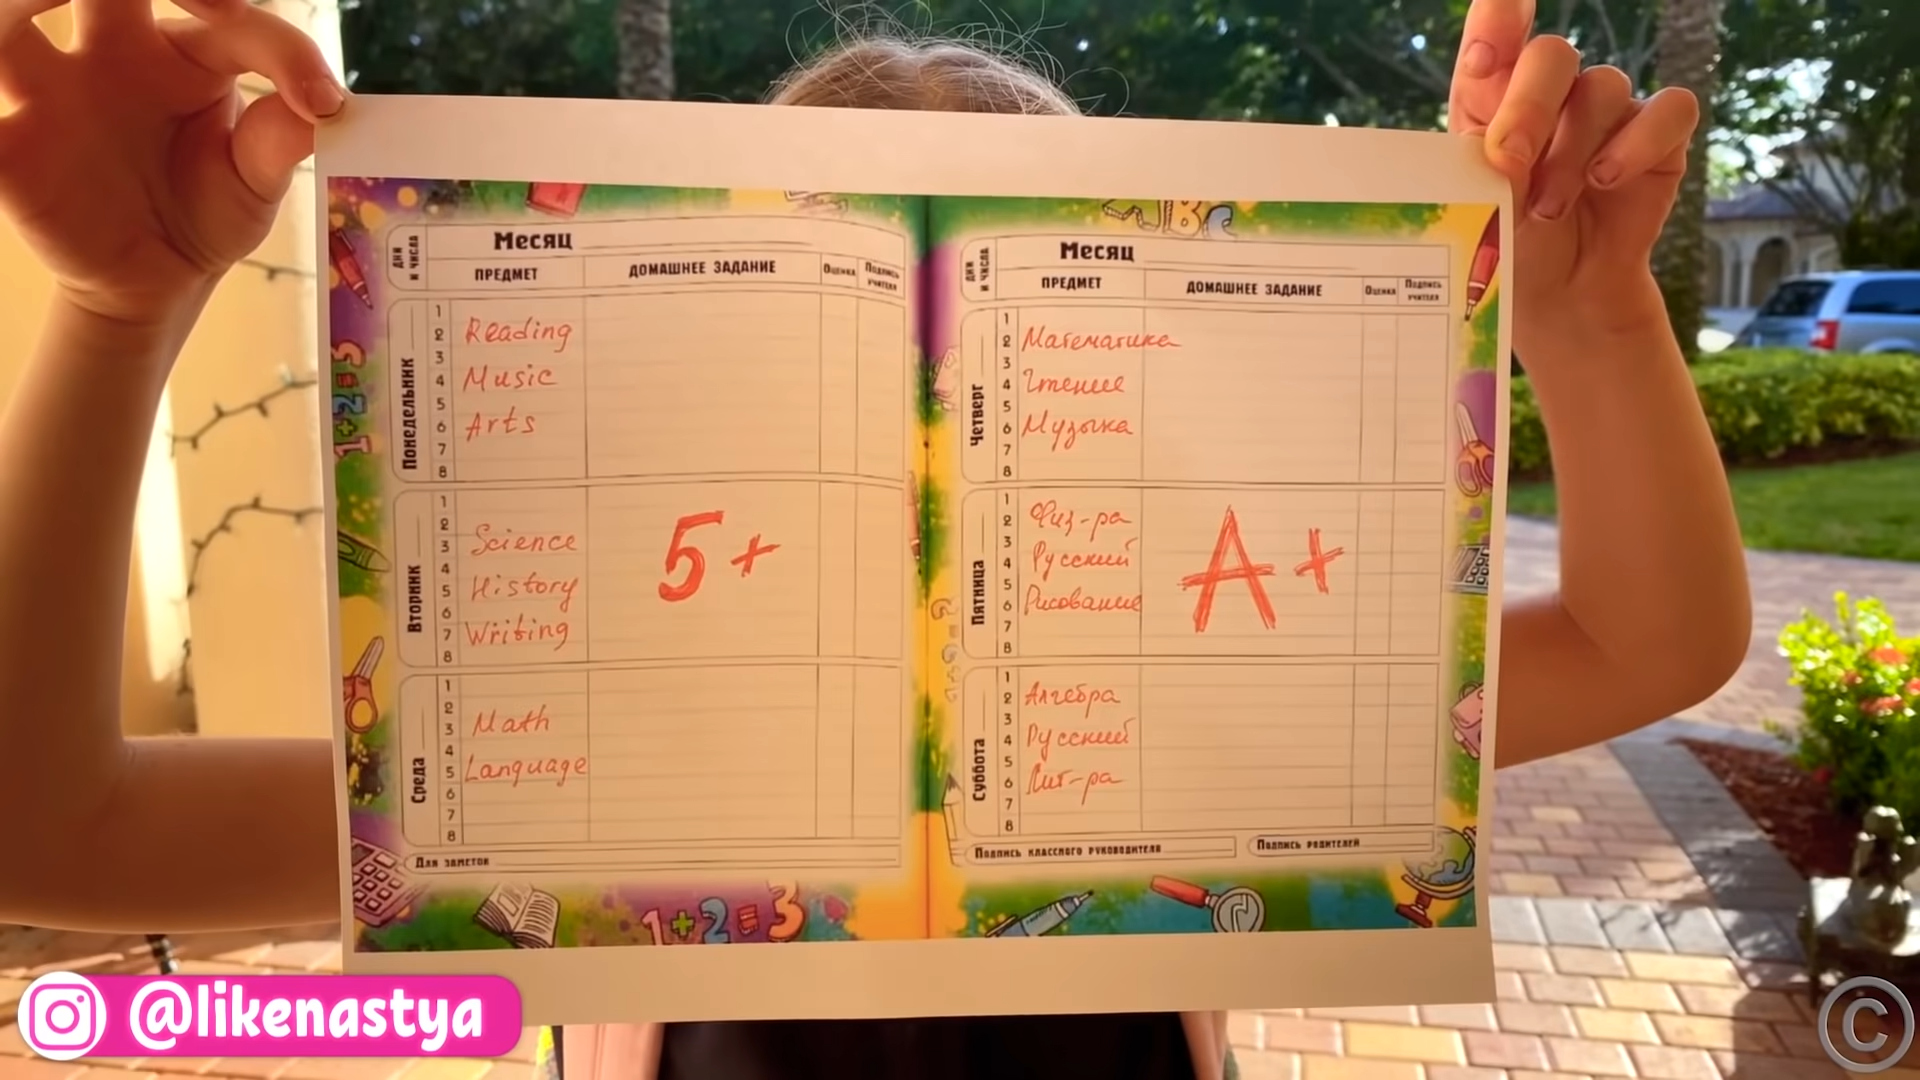 Месяц
дни и числа
ПРЕДМЕТ
ДОМАШНЕЕ ЗАДАНИЕ
Оценка
Подпись учителя
Понедельник
1
2
3
4
5
6
7
8
Reading
Music
Arts
Вторник
1
2
3
4
5
6
7
8
Science
History
Writing
5+
Среда
1
2
3
4
5
6
7
8
Math
Language
Для заметок
Месяц
дни и числа
ПРЕДМЕТ
ДОМАШНЕЕ ЗАДАНИЕ
Оценка
Подпись учителя
Четверг
1
2
3
4
5
6
7
8
Математика
Чтение
Музыка
Пятница
1
2
3
4
5
6
7
8
Физ-ра
Русский
Рисование
A+
Суббота
1
2
3
4
5
6
7
8
Алгебра
Русский
Лит-ра
Подпись классного руководителя
Подпись родителей
ABC
1+2=3
1+2=3
@likenastya
©